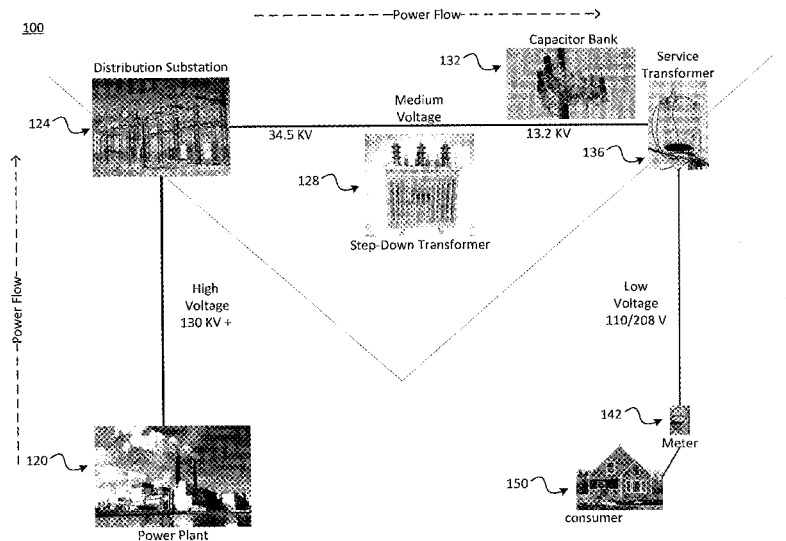 100
Power Flow
Distribution Substation
Capacitor Bank
Service
Transformer
132
124
Medium
Voltage
34.5 KV
13.2 KV
136
128
Step-Down Transformer
Power Flow
High
Voltage
130 KV +
Low
Voltage
110/208 V
142
Meter
120
150
consumer
Power Plant